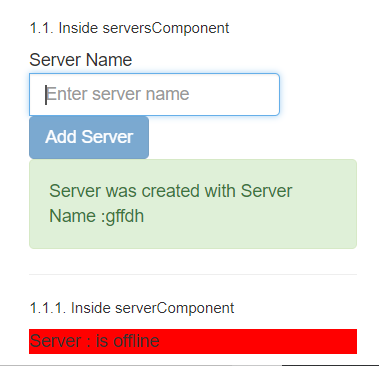 1.1. Inside serversComponent
Server Name
Enter server name
Add Server
Server was created with Server
Name :gffdh
1.1.1. Inside serverComponent
Server : is offline